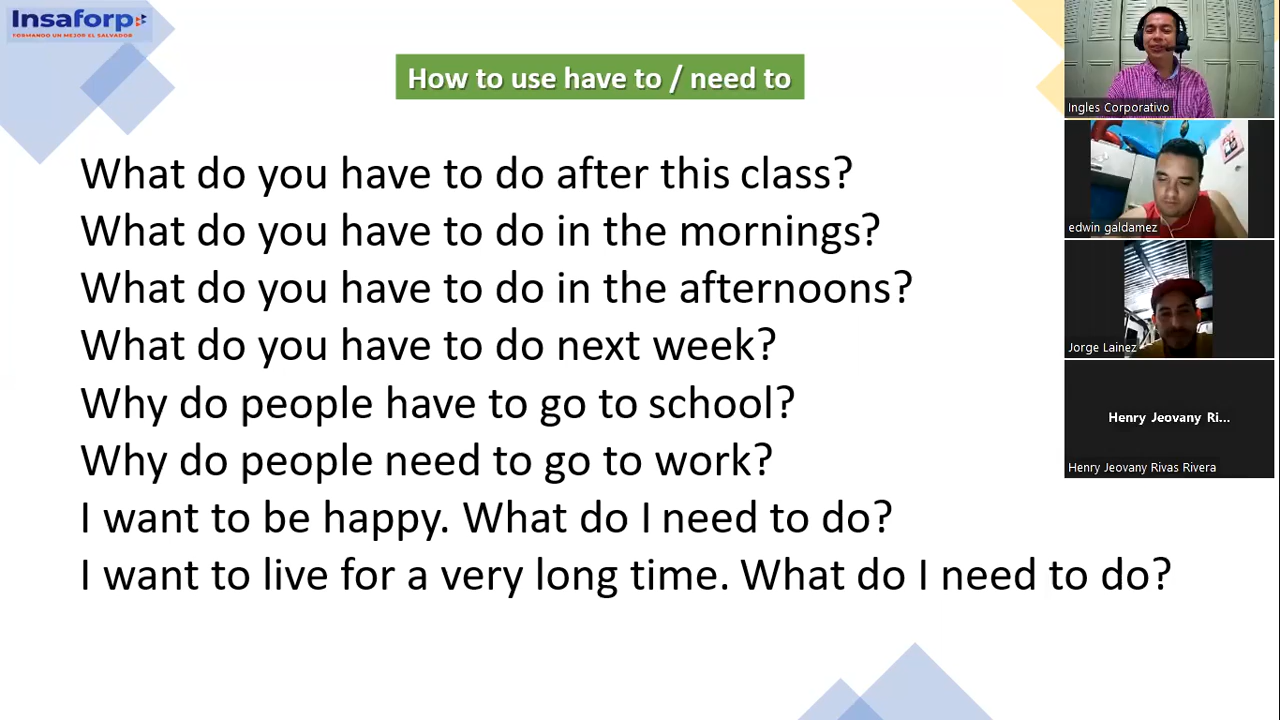 Insaforp
FORMANDO UN MEJOR EL SALVADOR
How to use have to / need to
What do you have to do after this class?
What do you have to do in the mornings?
What do you have to do in the afternoons?
What do you have to do next week?
Why do people have to go to school?
Why do people need to go to work?
I want to be happy. What do I need to do?
I want to live for a very long time. What do I need to do?
Ingles Corporativo
edwin galdamez
Jorge Lainez
Henry Jeovany Ri...
Henry Jeovany Rivas Rivera